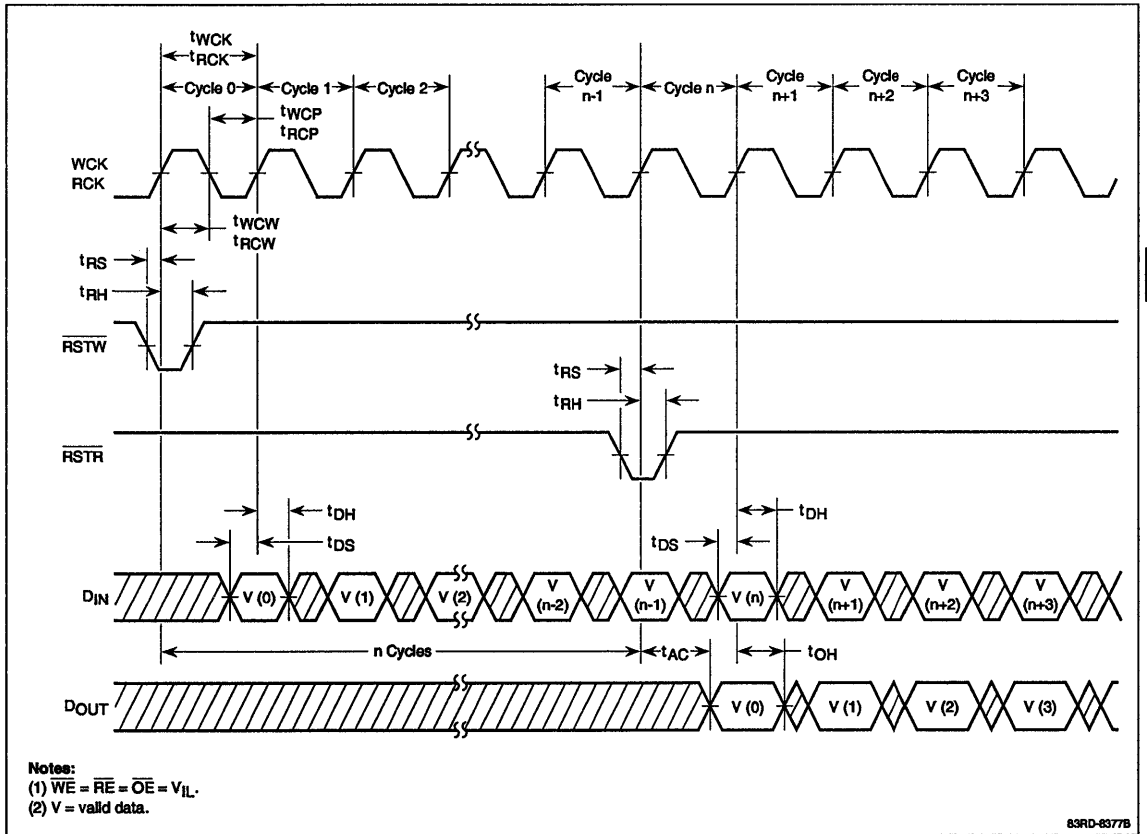 tWCK
tRCK
Cycle 0 Cycle 1 Cycle 2 Cycle n-1 Cycle n Cycle n+1 Cycle n+2 Cycle n+3
tWCP
tRCP
WCK
RCK
tWCW
tRCW
tRS
tRH
RSTW
tRS
tRH
RSTR
tDH tDH
tDS tDS
DIN V (0) V (1) V (2) V (n-2) V (n-1) V (n) V (n+1) V (n+2) V (n+3)
n Cycles tAC tOH
DOUT V (0) V (1) V (2) V (3)
Notes:
(1) WE = RE = OE = VIL.
(2) V = valid data.
83RD-8377B